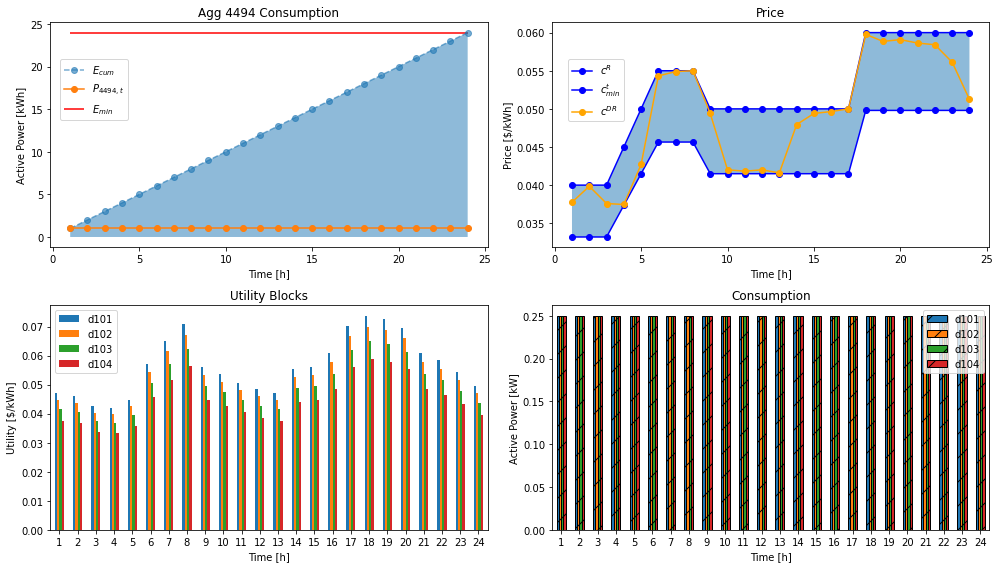 Agg 4494 Consumption
Active Power [kWh]
25
20
15
10
5
0
E_cum
P_4494,t
E_min
0 5 10 15 20 25
Time [h]
Price
Price [$/kWh]
0.060
0.055
0.050
0.045
0.040
0.035
c^R
c^t_min
c^DR
0 5 10 15 20 25
Time [h]
Utility Blocks
Utility [$/kWh]
0.07
0.06
0.05
0.04
0.03
0.02
0.01
0.00
d101
d102
d103
d104
1 2 3 4 5 6 7 8 9 10 11 12 13 14 15 16 17 18 19 20 21 22 23 24
Time [h]
Consumption
Active Power [kW]
0.25
0.20
0.15
0.10
0.05
0.00
d101
d102
d103
d104
1 2 3 4 5 6 7 8 9 10 11 12 13 14 15 16 17 18 19 20 21 22 23 24
Time [h]